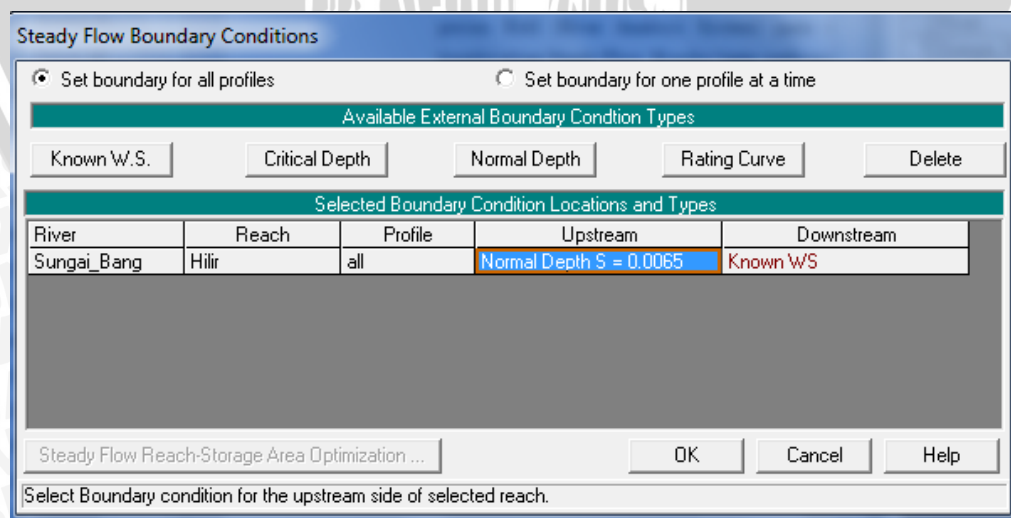 Steady Flow Boundary Conditions
Set boundary for all profiles Set boundary for one profile at a time
Available External Boundary Condtion Types
Known W.S. Critical Depth Normal Depth Rating Curve Delete
Selected Boundary Condition Locations and Types
River Reach Profile Upstream Downstream
Sungai_Bang Hilir all Normal Depth S = 0.0065 Known WS
Steady Flow Reach-Storage Area Optimization ... OK Cancel Help
Select Boundary condition for the upstream side of selected reach.